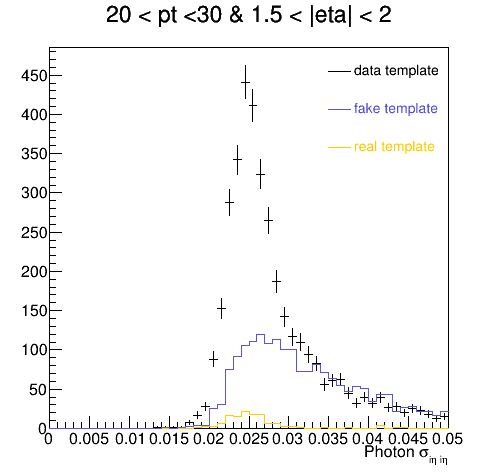 20 < pt <30 & 1.5 < |eta| < 2
data template
fake template
real template
450
400
350
300
250
200
150
100
50
0
0 0.005 0.01 0.015 0.02 0.025 0.03 0.035 0.04 0.045 0.05
Photon σiη iη